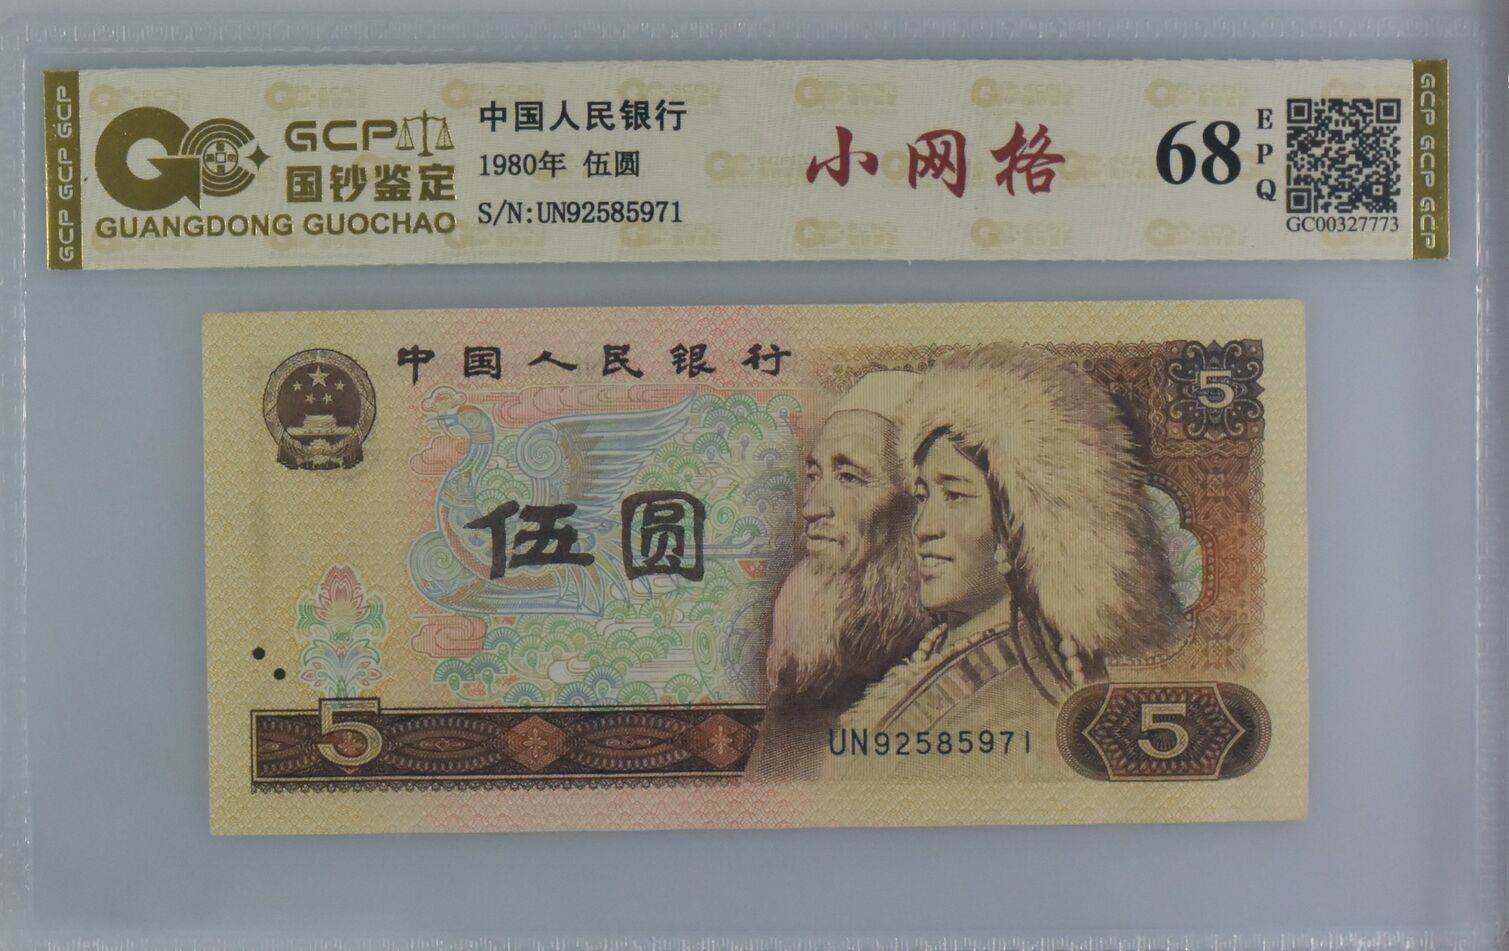 GCP GCP GCP
GCP
国钞鉴定
GUANGDONG GUOCHAO
中国人民银行
1980年 伍圆
S/N:UN92585971
小网格
68
EPQ
GC00327773
GCP GCP GCP
中国人民银行
5
伍圆
5
UN92585971
5